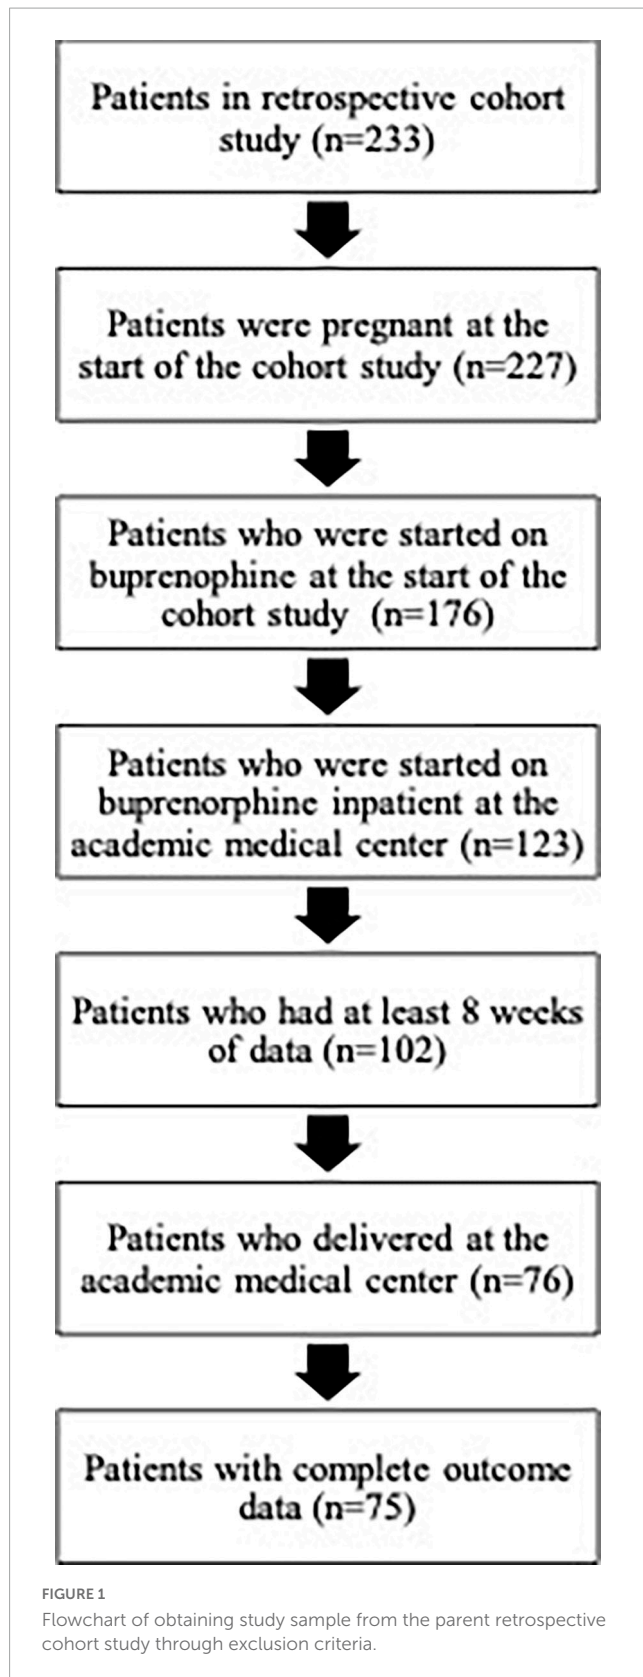 Patients in retrospective cohort
study (n=233)
Patients were pregnant at the
start of the cohort study (n=227)
Patients who were started on
buprenophine at the start of the
cohort study (n=176)
Patients who were started on
buprenorphine inpatient at the
academic medical center (n=123)
Patients who had at least 8 weeks
of data (n=102)
Patients who delivered at the
academic medical center (n=76)
Patients with complete outcome
data (n=75)
FIGURE 1
Flowchart of obtaining study sample from the parent retrospective
cohort study through exclusion criteria.